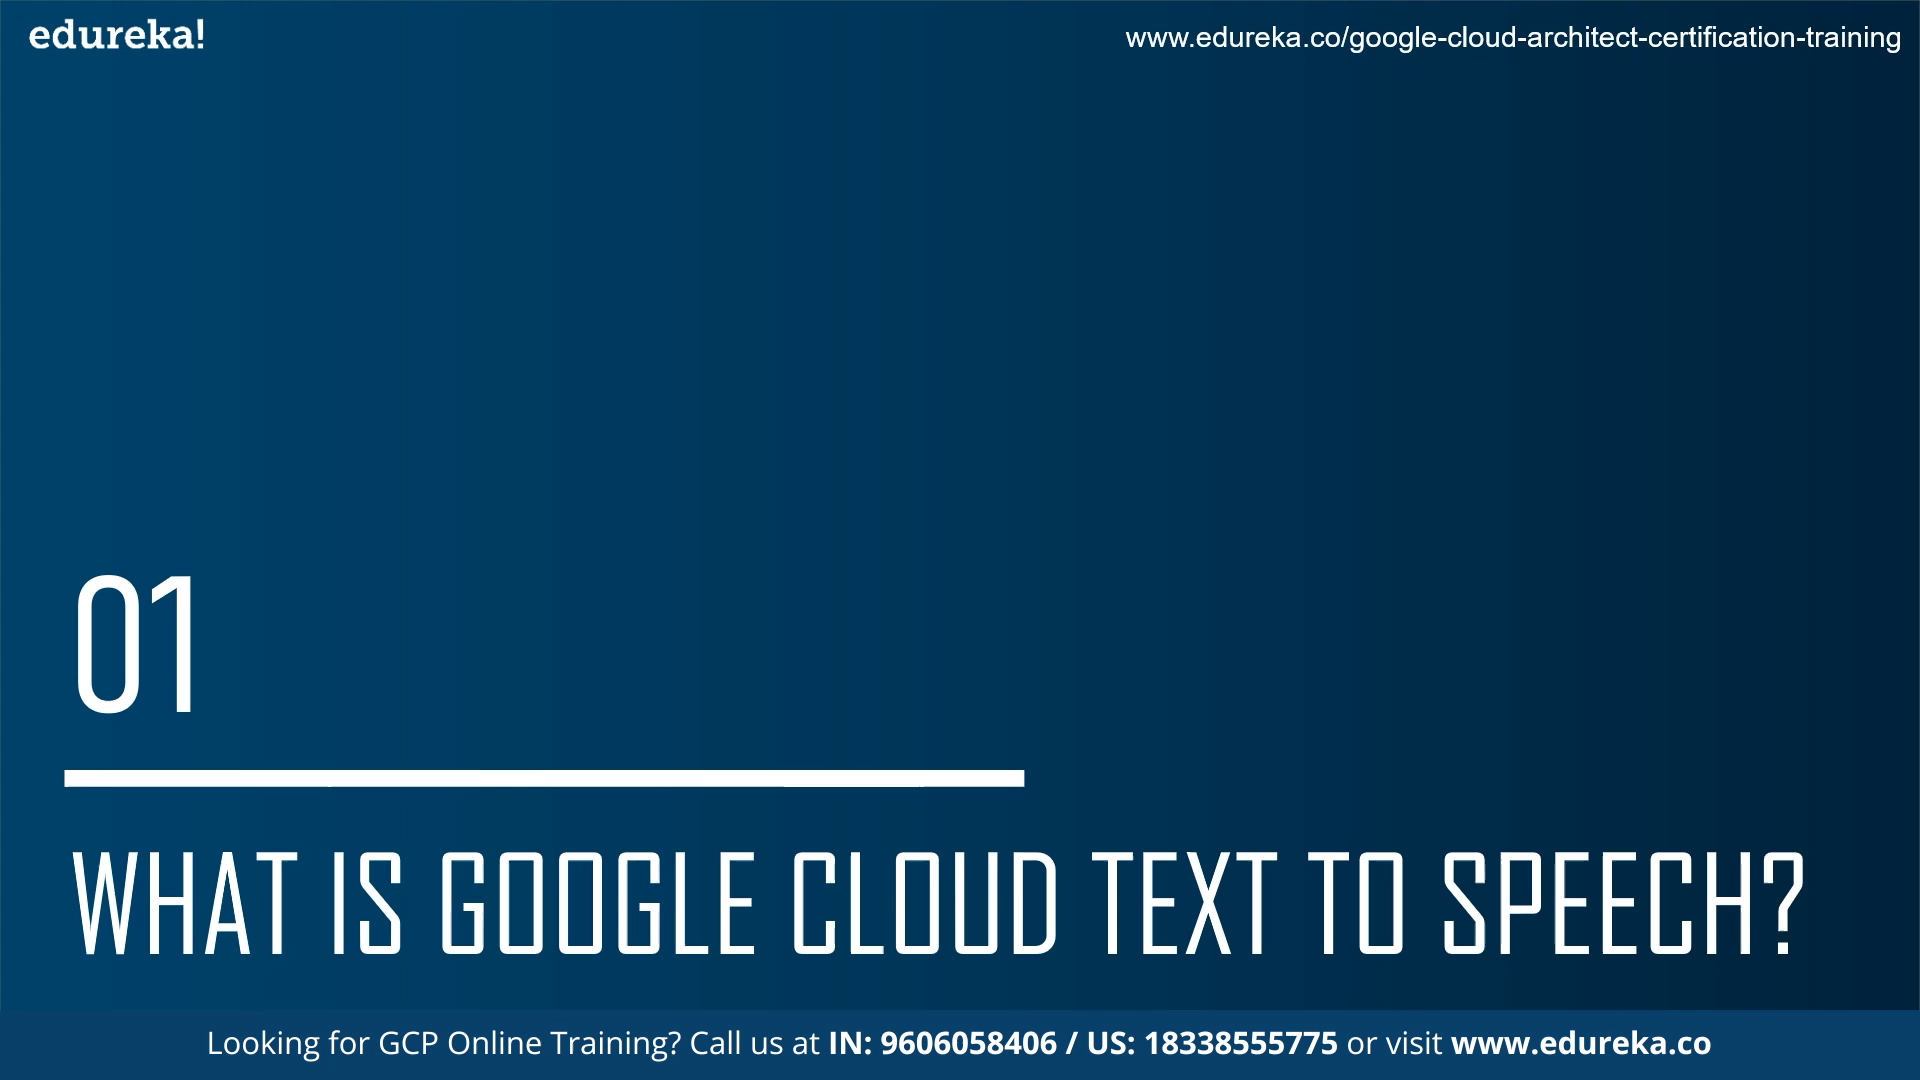 edureka!
www.edureka.co/google-cloud-architect-certification-training
01
WHAT IS GOOGLE CLOUD TEXT TO SPEECH?
Looking for GCP Online Training? Call us at IN: 9606058406 / US: 18338555775 or visit www.edureka.co